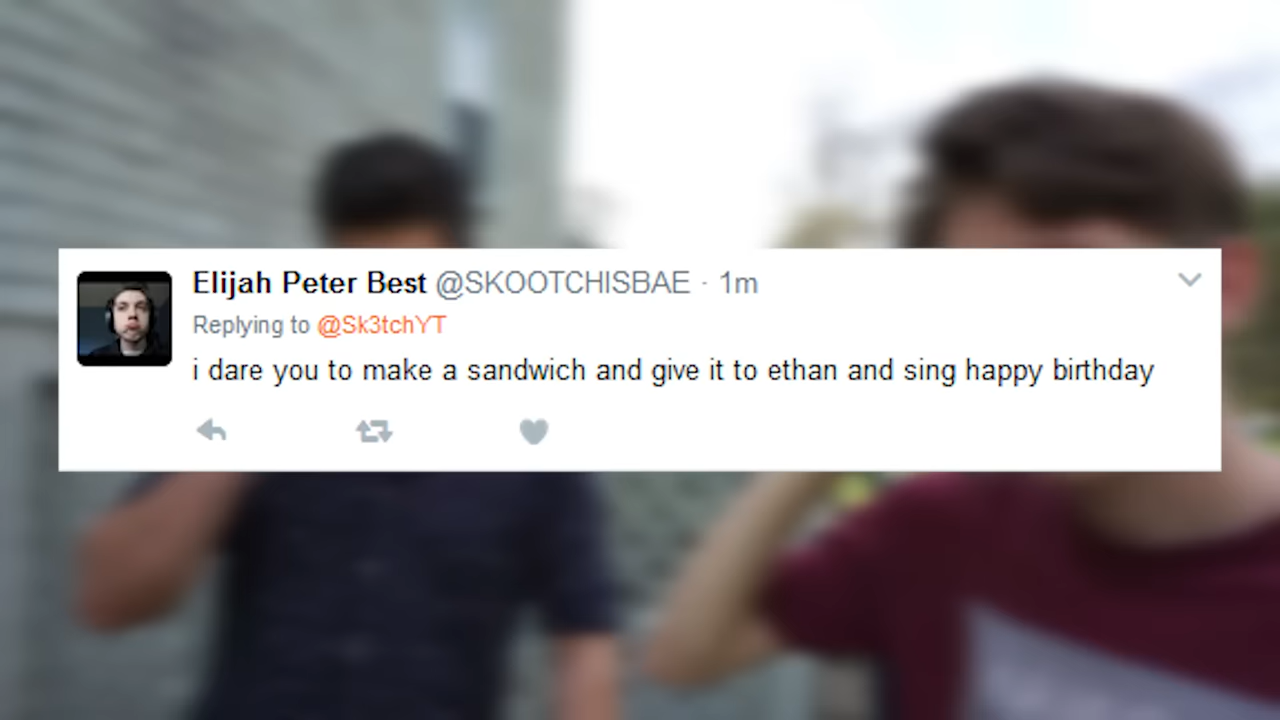 Elijah Peter Best @SKOOTCHISBAE · 1m
Replying to @Sk3tchYT
i dare you to make a sandwich and give it to ethan and sing happy birthday